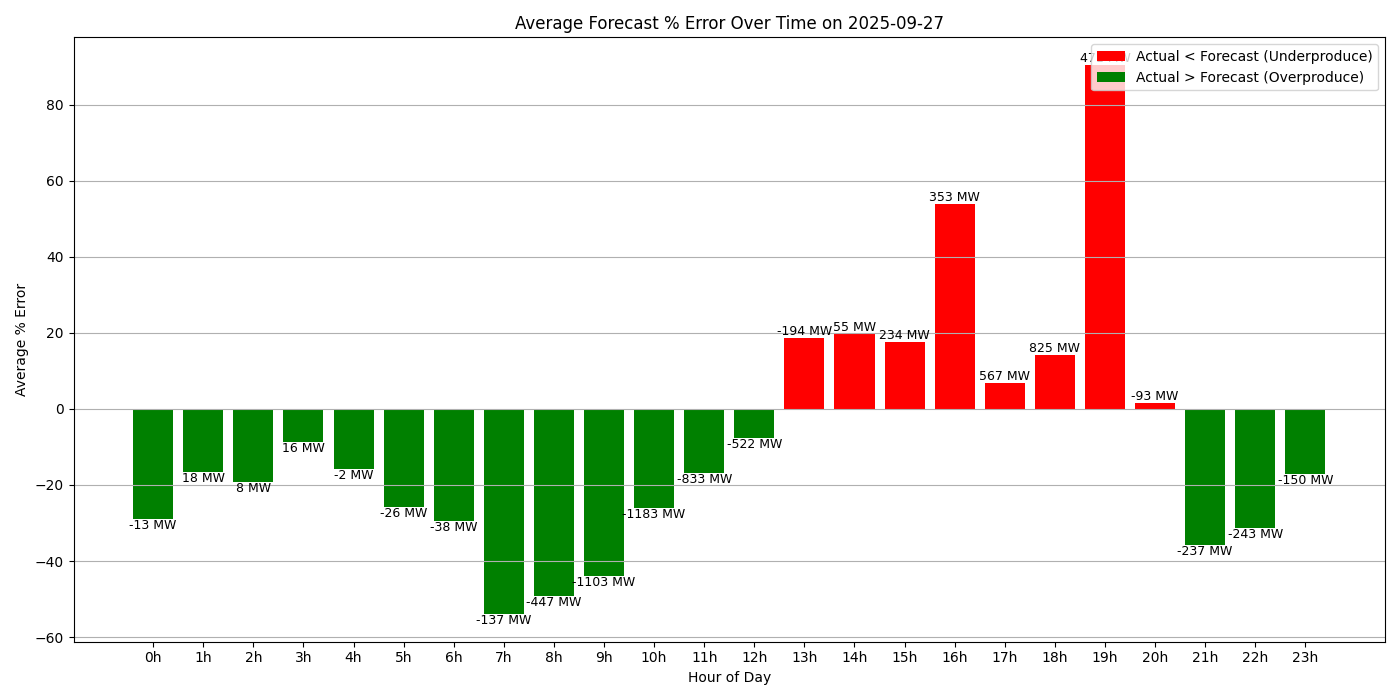 Average Forecast % Error Over Time on 2025-09-27
Actual < Forecast (Underproduce)
Actual > Forecast (Overproduce)
Average % Error
80
60
40
20
0
−20
−40
−60
-13 MW
18 MW
8 MW
16 MW
-2 MW
-26 MW
-38 MW
-137 MW
-447 MW
-1103 MW
-1183 MW
-833 MW
-522 MW
-194 MW
55 MW
234 MW
353 MW
567 MW
825 MW
-93 MW
-237 MW
-243 MW
-150 MW
0h 1h 2h 3h 4h 5h 6h 7h 8h 9h 10h 11h 12h 13h 14h 15h 16h 17h 18h 19h 20h 21h 22h 23h
Hour of Day